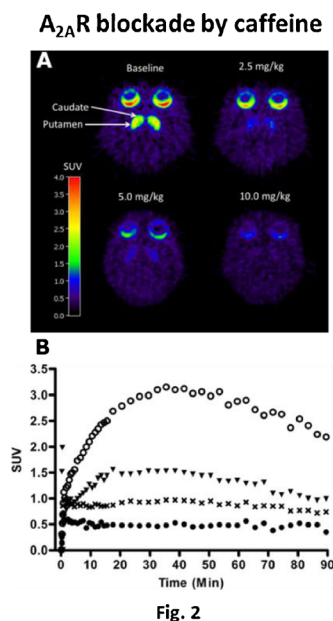 A2AR blockade by caffeine
A
Baseline
2.5 mg/kg
Caudate
Putamen
SUV
4.0
3.5
3.0
2.5
2.0
1.5
1.0
0.5
0.0
5.0 mg/kg
10.0 mg/kg
B
3.5
3.0
2.5
2.0
1.5
1.0
0.5
0.0
SUV
0 10 20 30 40 50 60 70 80 90
Time (Min)
Fig. 2